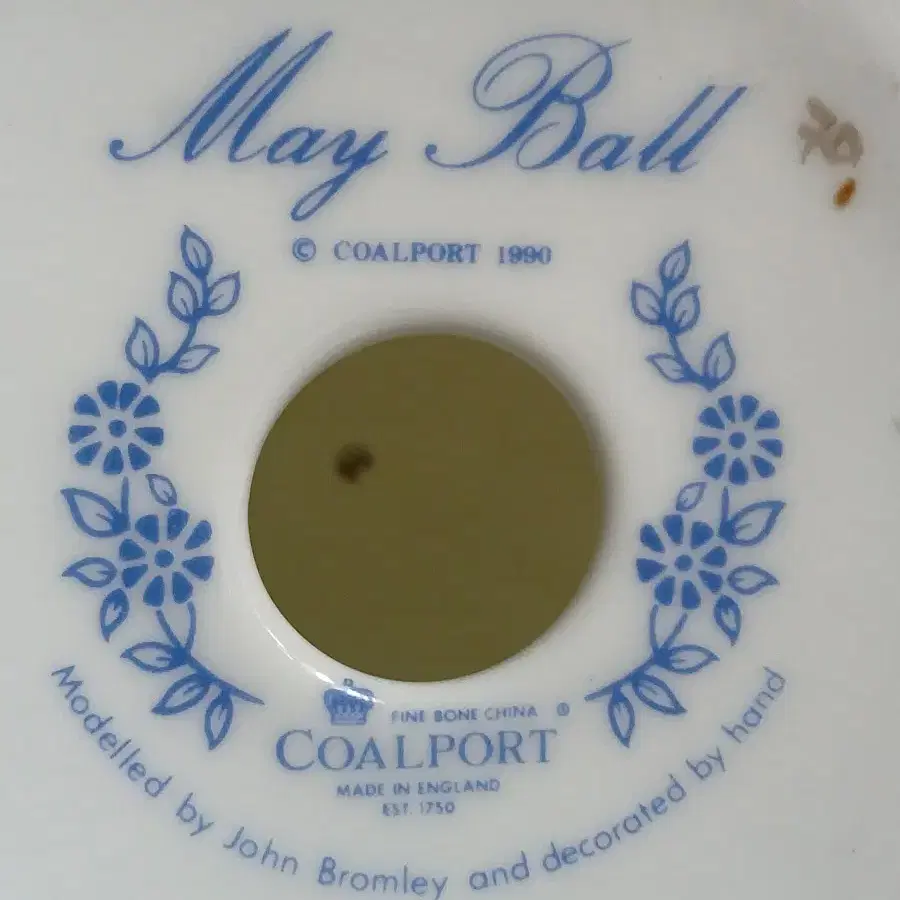 May Ball
© COALPORT 1990
FINE BONE CHINA ®
COALPORT
MADE IN ENGLAND
EST. 1750
Modelled by John Bromley and decorated by hand